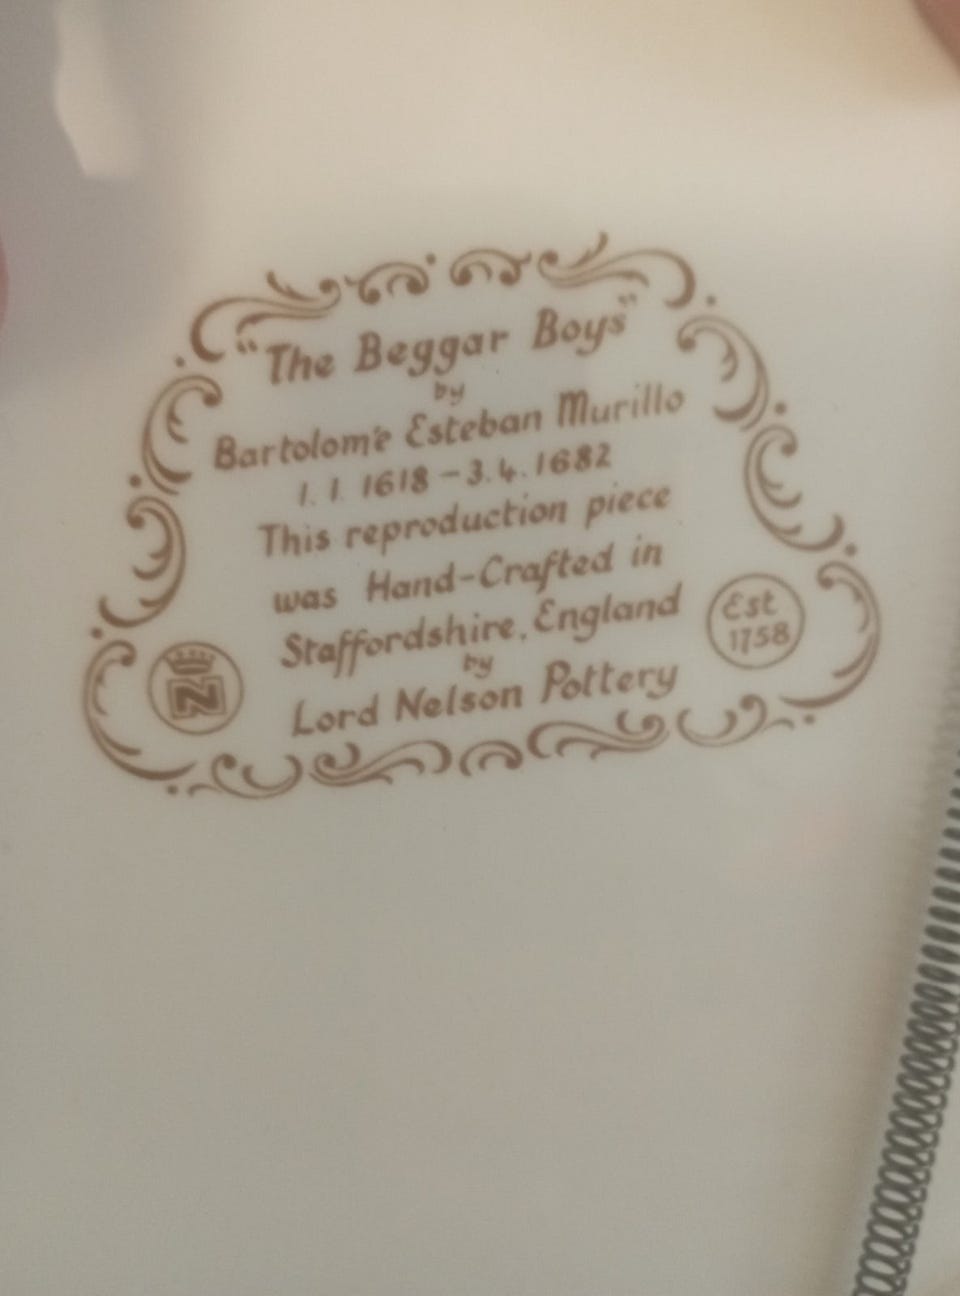 "The Beggar Boys"
by
Bartolomé Esteban Murillo
1. 1. 1618 – 3. 4. 1682
This reproduction piece
was Hand-Crafted in
Staffordshire, England
by
Lord Nelson Pottery
N
Est
1758